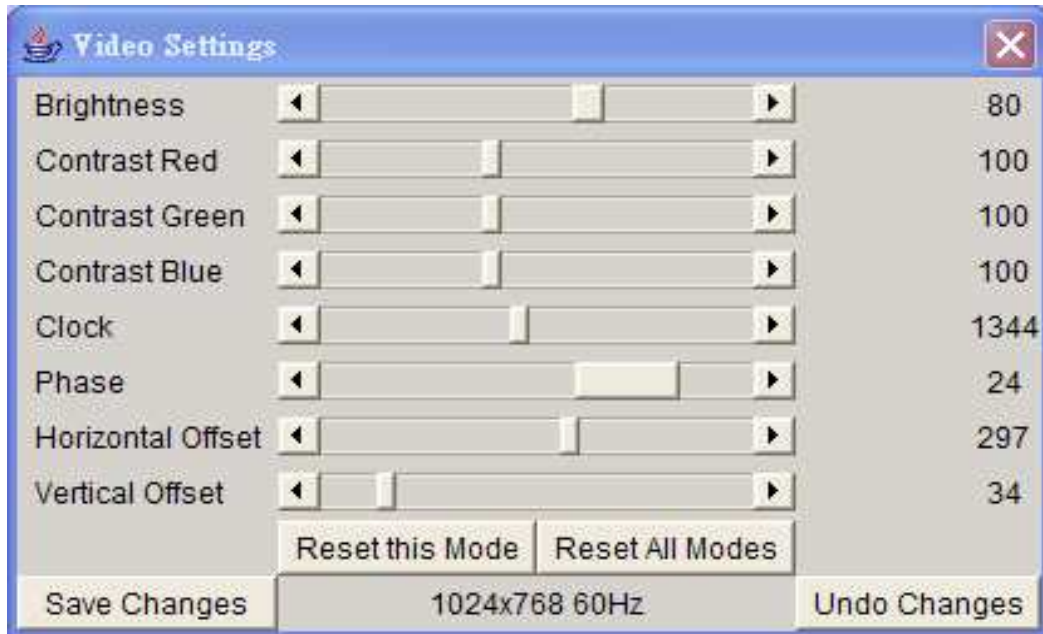 Video Settings
Brightness 80
Contrast Red 100
Contrast Green 100
Contrast Blue 100
Clock 1344
Phase 24
Horizontal Offset 297
Vertical Offset 34
Reset this Mode Reset All Modes
Save Changes 1024x768 60Hz Undo Changes